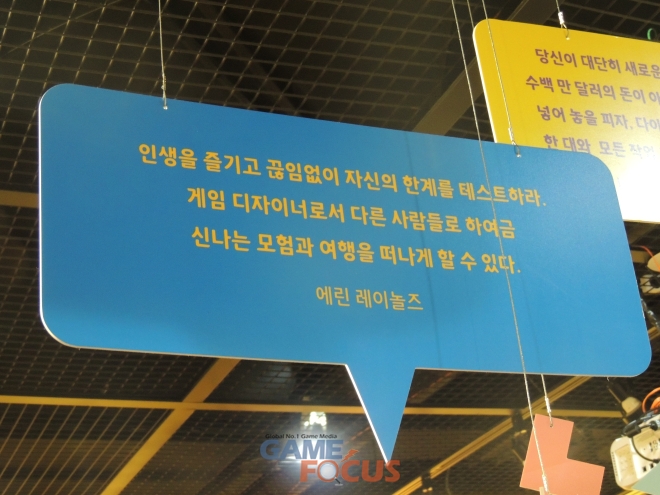 인생을 즐기고 끊임없이 자신의 한계를 테스트하라.
게임 디자이너로서 다른 사람들로 하여금
신나는 모험과 여행을 떠나게 할 수 있다.
에린 레이놀즈
당신이 대단히 새로운
수백 만 달러의 돈이
넣어 놓을 피자,
한 대와 모든
Global No.1 Game Media
GAME FOCUS